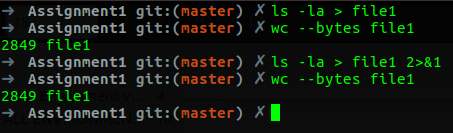 → Assignment1 git:(master) ✗ ls -la > file1
→ Assignment1 git:(master) ✗ wc --bytes file1
2849 file1
→ Assignment1 git:(master) ✗ ls -la > file1 2>&1
→ Assignment1 git:(master) ✗ wc --bytes file1
2849 file1
→ Assignment1 git:(master) ✗